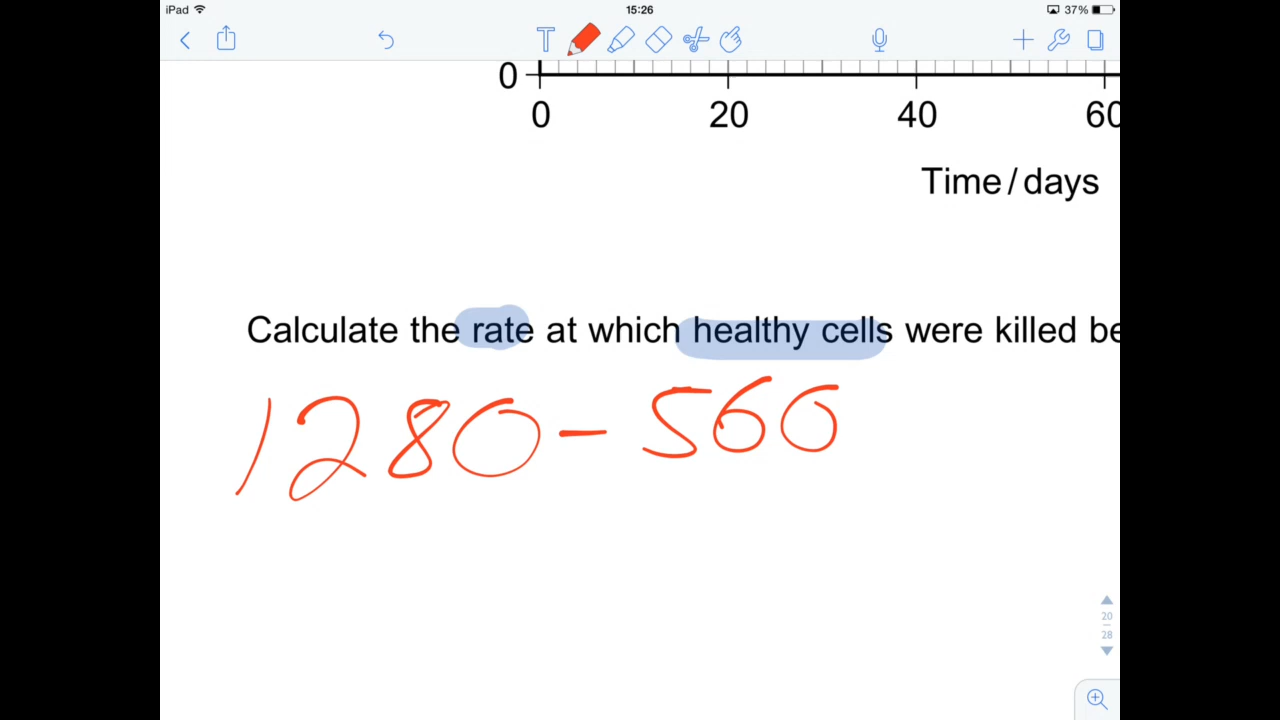 iPad 15:26 37%
T
0
0 20 40 60
Time / days
Calculate the rate at which healthy cells were killed be
1280 - 560
20
28